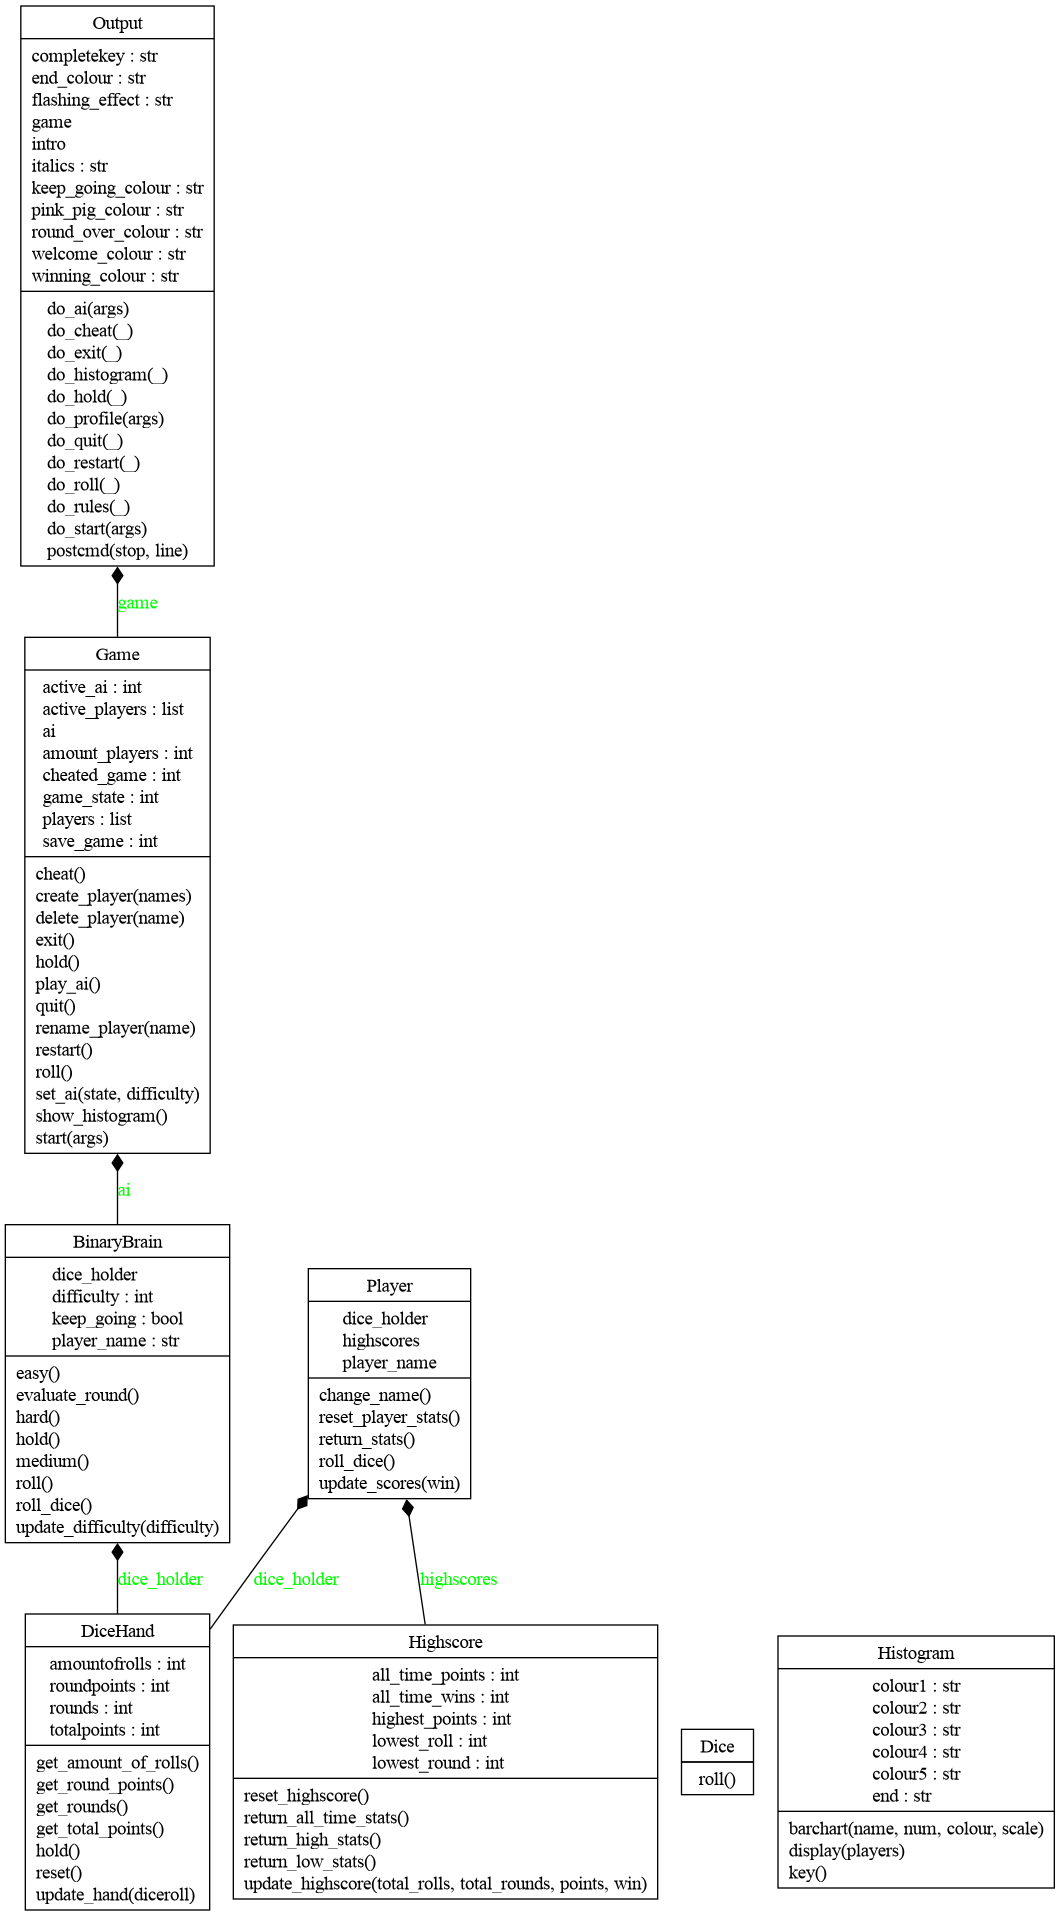 Output
completekey : str
end_colour : str
flashing_effect : str
game
intro
italics : str
keep_going_colour : str
pink_pig_colour : str
round_over_colour : str
welcome_colour : str
winning_colour : str
do_ai(args)
do_cheat(_)
do_exit(_)
do_histogram(_)
do_hold(_)
do_profile(args)
do_quit(_)
do_restart(_)
do_roll(_)
do_rules(_)
do_start(args)
postcmd(stop, line)
game
Game
active_ai : int
active_players : list
ai
amount_players : int
cheated_game : int
game_state : int
players : list
save_game : int
cheat()
create_player(names)
delete_player(name)
exit()
hold()
play_ai()
quit()
rename_player(name)
restart()
roll()
set_ai(state, difficulty)
show_histogram()
start(args)
ai
BinaryBrain
dice_holder
difficulty : int
keep_going : bool
player_name : str
easy()
evaluate_round()
hard()
hold()
medium()
roll()
roll_dice()
update_difficulty(difficulty)
Player
dice_holder
highscores
player_name
change_name()
reset_player_stats()
return_stats()
roll_dice()
update_scores(win)
dice_holder
dice_holder
highscores
DiceHand
amountofrolls : int
roundpoints : int
rounds : int
totalpoints : int
get_amount_of_rolls()
get_round_points()
get_rounds()
get_total_points()
hold()
reset()
update_hand(diceroll)
Highscore
all_time_points : int
all_time_wins : int
highest_points : int
lowest_roll : int
lowest_round : int
reset_highscore()
return_all_time_stats()
return_high_stats()
return_low_stats()
update_highscore(total_rolls, total_rounds, points, win)
Dice
roll()
Histogram
colour1 : str
colour2 : str
colour3 : str
colour4 : str
colour5 : str
end : str
barchart(name, num, colour, scale)
display(players)
key()